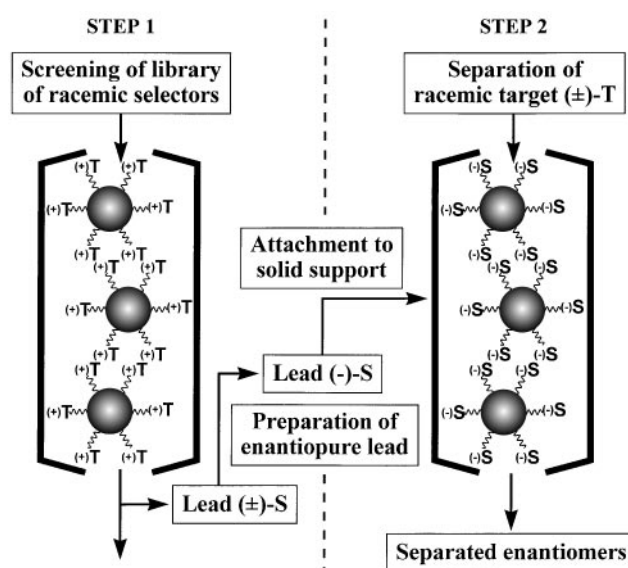 STEP 1
Screening of library
of racemic selectors
(+)T (+)T
(+)T (+)T
(+)T (+)T
(+)T (+)T
(+)T (+)T
(+)T (+)T
(+)T (+)T
(+)T (+)T
(+)T (+)T
Lead (±)-S
Lead (-)-S
Preparation of
enantiopure lead
Attachment to
solid support
STEP 2
Separation of
racemic target (±)-T
(-)S (-)S
(-)S (-)S
(-)S (-)S
(-)S (-)S
(-)S (-)S
(-)S (-)S
(-)S (-)S
(-)S (-)S
(-)S (-)S
Separated enantiomers